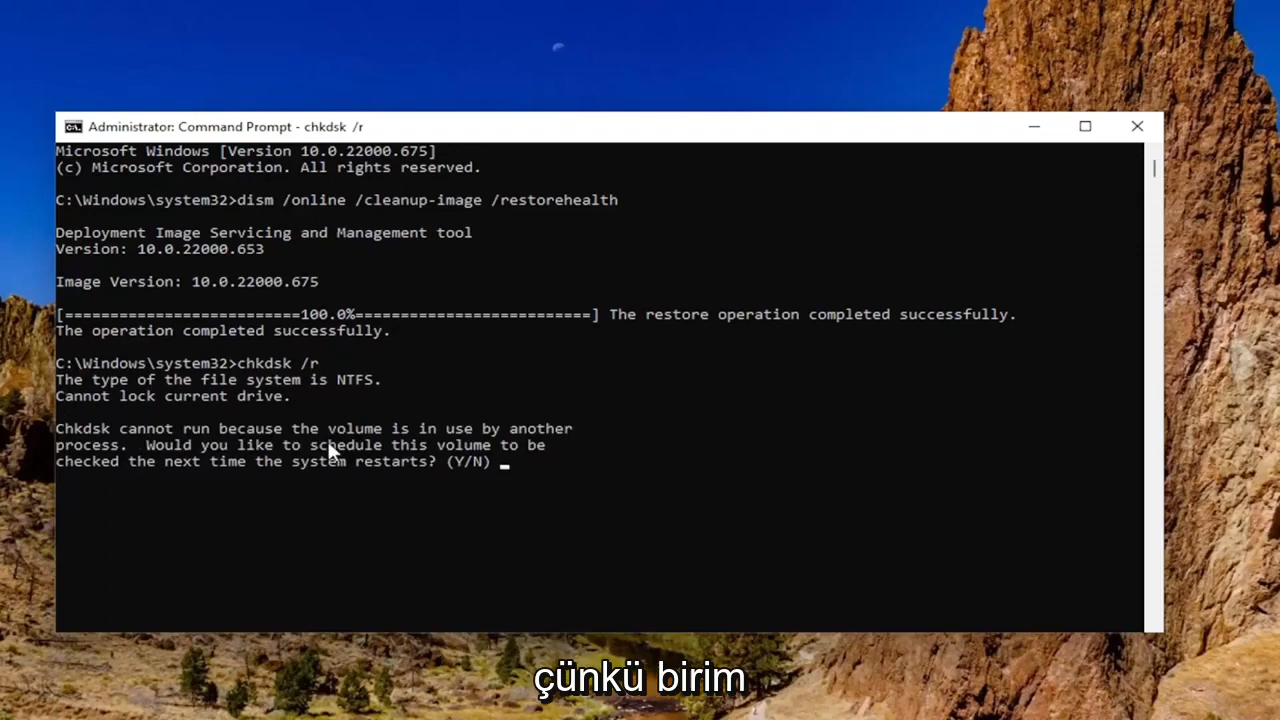 Administrator: Command Prompt - chkdsk /r
Microsoft Windows [Version 10.0.22000.675]
(c) Microsoft Corporation. All rights reserved.
C:\Windows\system32>dism /online /cleanup-image /restorehealth
Deployment Image Servicing and Management tool
Version: 10.0.22000.653
Image Version: 10.0.22000.675
[==========================100.0%==========================] The restore operation completed successfully.
The operation completed successfully.
C:\Windows\system32>chkdsk /r
The type of the file system is NTFS.
Cannot lock current drive.
Chkdsk cannot run because the volume is in use by another
process.  Would you like to schedule this volume to be
checked the next time the system restarts? (Y/N)
çünkü birim